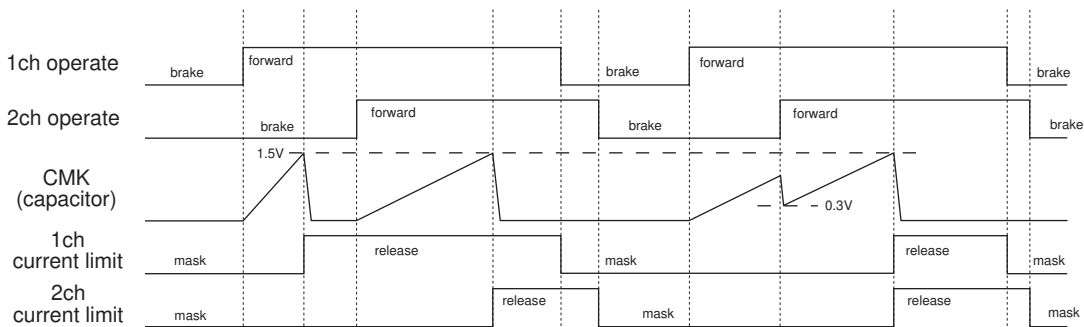 1ch operate
brake
forward
brake
forward
brake
2ch operate
brake
forward
brake
forward
brake
CMK
(capacitor)
1.5V
0.3V
1ch
current limit
mask
release
mask
release
mask
2ch
current limit
mask
release
mask
release
mask